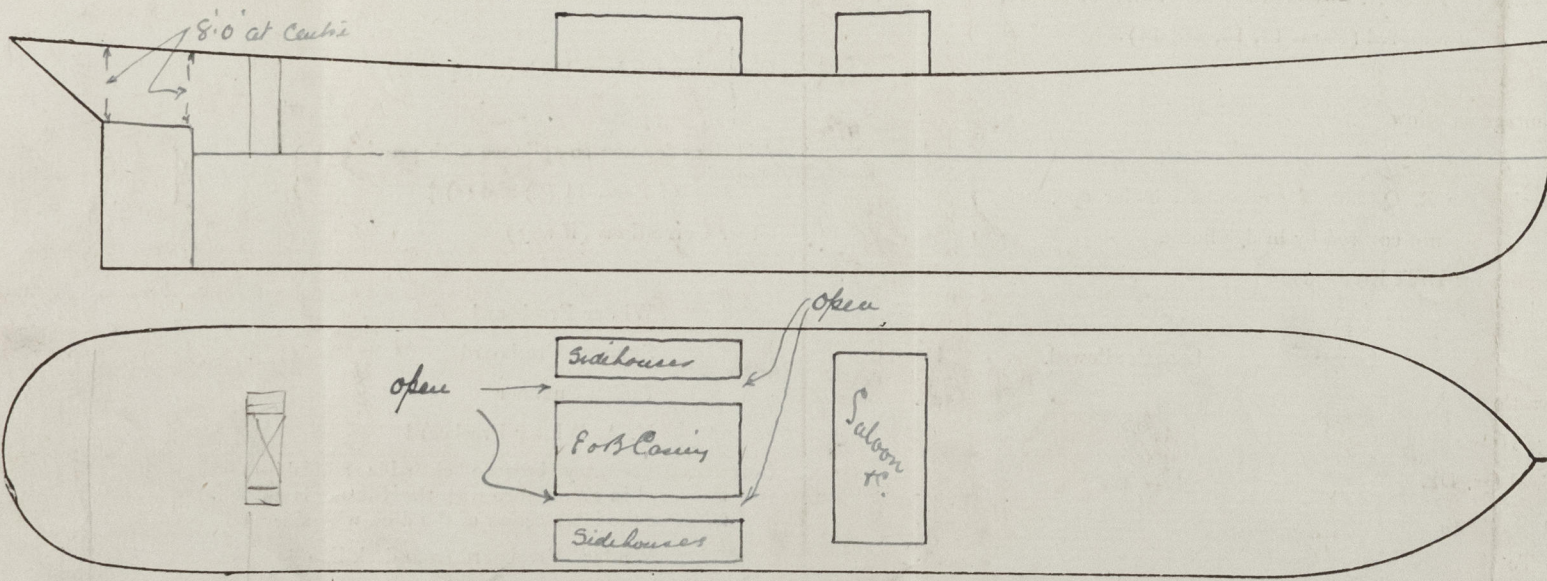 8'.0" at Centre
open
Sidehouses
open
E & B Casing
Saloon
&c.
Sidehouses